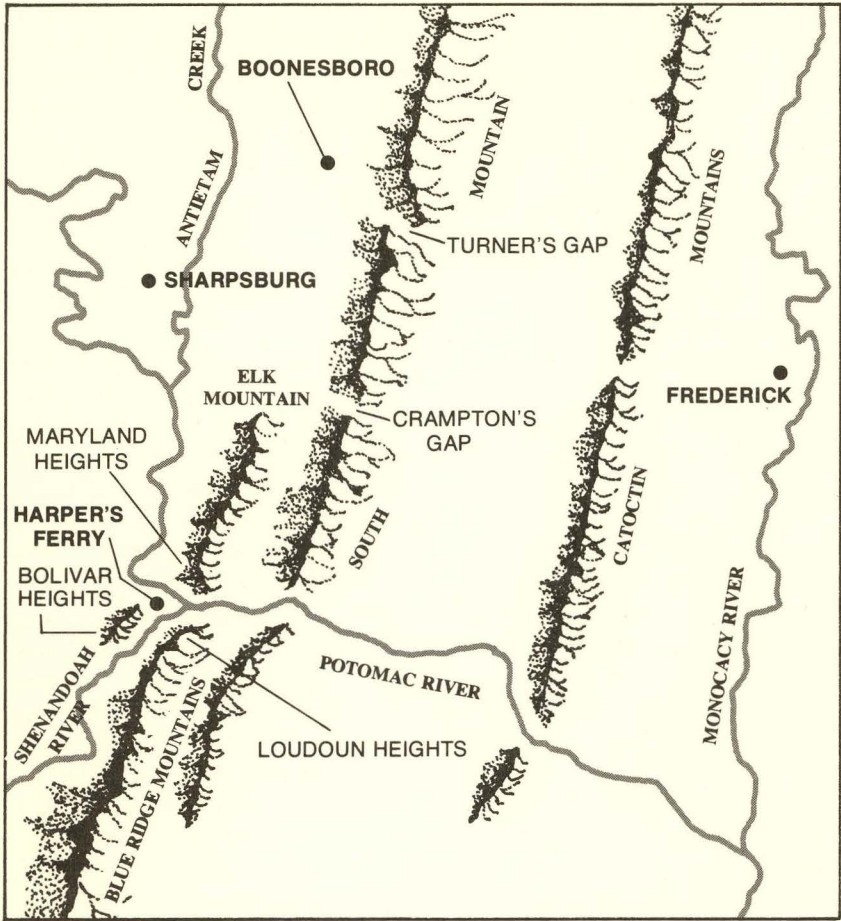 CREEK
BOONESBORO
MOUNTAIN
ANTIETAM
TURNER'S GAP
MOUNTAINS
SHARPSBURG
ELK
MOUNTAIN
FREDERICK
CRAMPTON'S
GAP
MARYLAND
HEIGHTS
HARPER'S
FERRY
SOUTH
CATOCTIN
BOLIVAR
HEIGHTS
SHENANDOAH
RIVER
POTOMAC RIVER
MONOCACY RIVER
LOUDOUN HEIGHTS
BLUE RIDGE MOUNTAINS